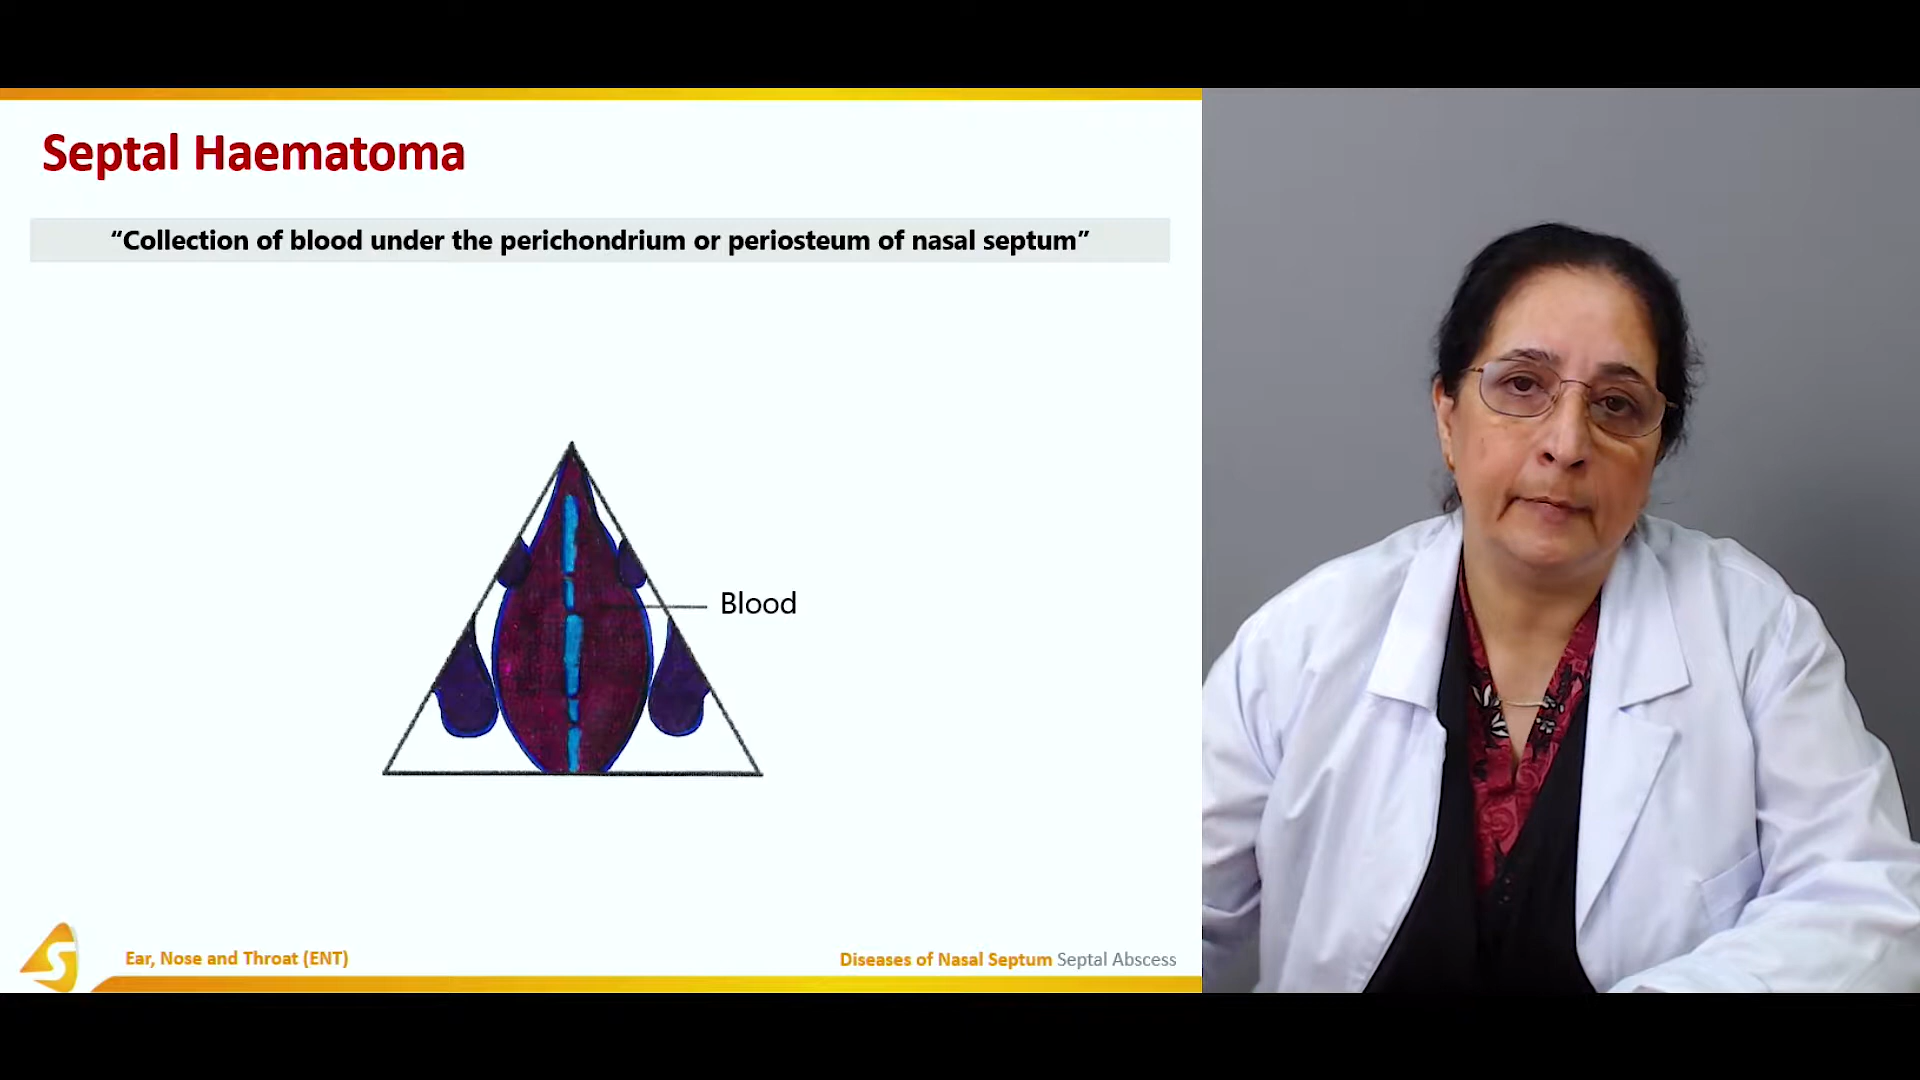 Septal Haematoma
“Collection of blood under the perichondrium or periosteum of nasal septum”
Blood
Ear, Nose and Throat (ENT)
Diseases of Nasal Septum Septal Abscess